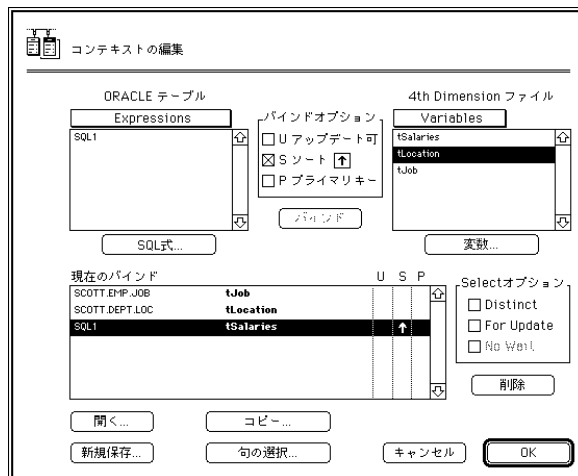 コンテキストの編集
ORACLE テーブル
4th Dimension ファイル
Expressions
バインドオプション
Variables
SQL1
U アップデート可
S ソート
P プライマリキー
tSalaries
tLocation
tJob
バインド
SQL式...
変数...
現在のバインド U S P
SCOTT.EMP.JOB tJob
SCOTT.DEPT.LOC tLocation
SQL1 tSalaries
Selectオプション
Distinct
For Update
No Wait
削除
開く... コピー...
新規保存... 句の選択... キャンセル OK